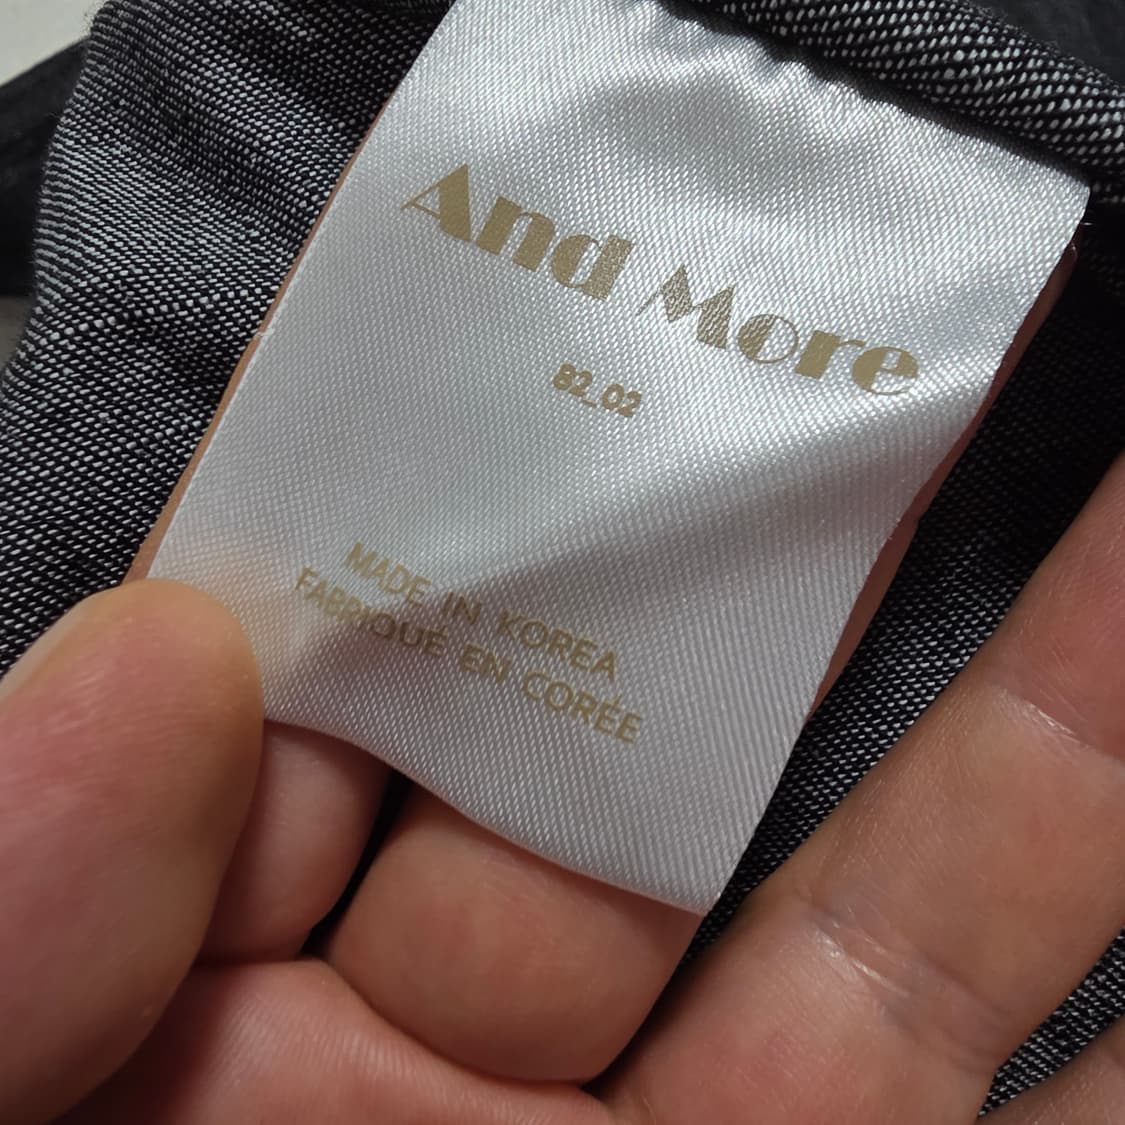 And More
82_02
MADE IN KOREA
FABRIQUÉ EN CORÉE